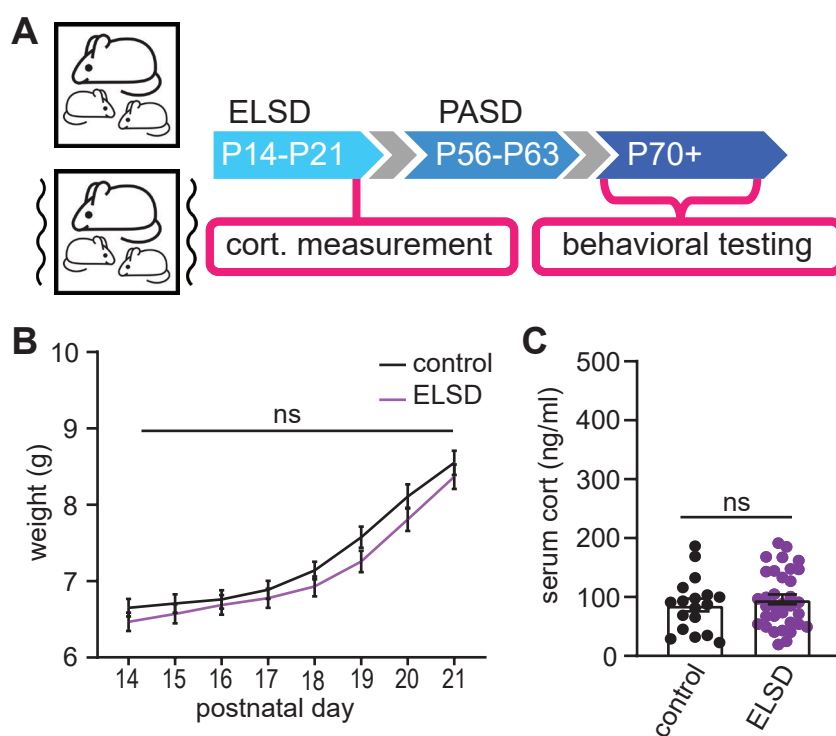 A
ELSD PASD
P14-P21 P56-P63 P70+
cort. measurement behavioral testing
B
10
9
8
7
6
weight (g)
control
ELSD
ns
14 15 16 17 18 19 20 21
postnatal day
C
500
400
300
200
100
0
serum cort (ng/ml)
ns
control
ELSD